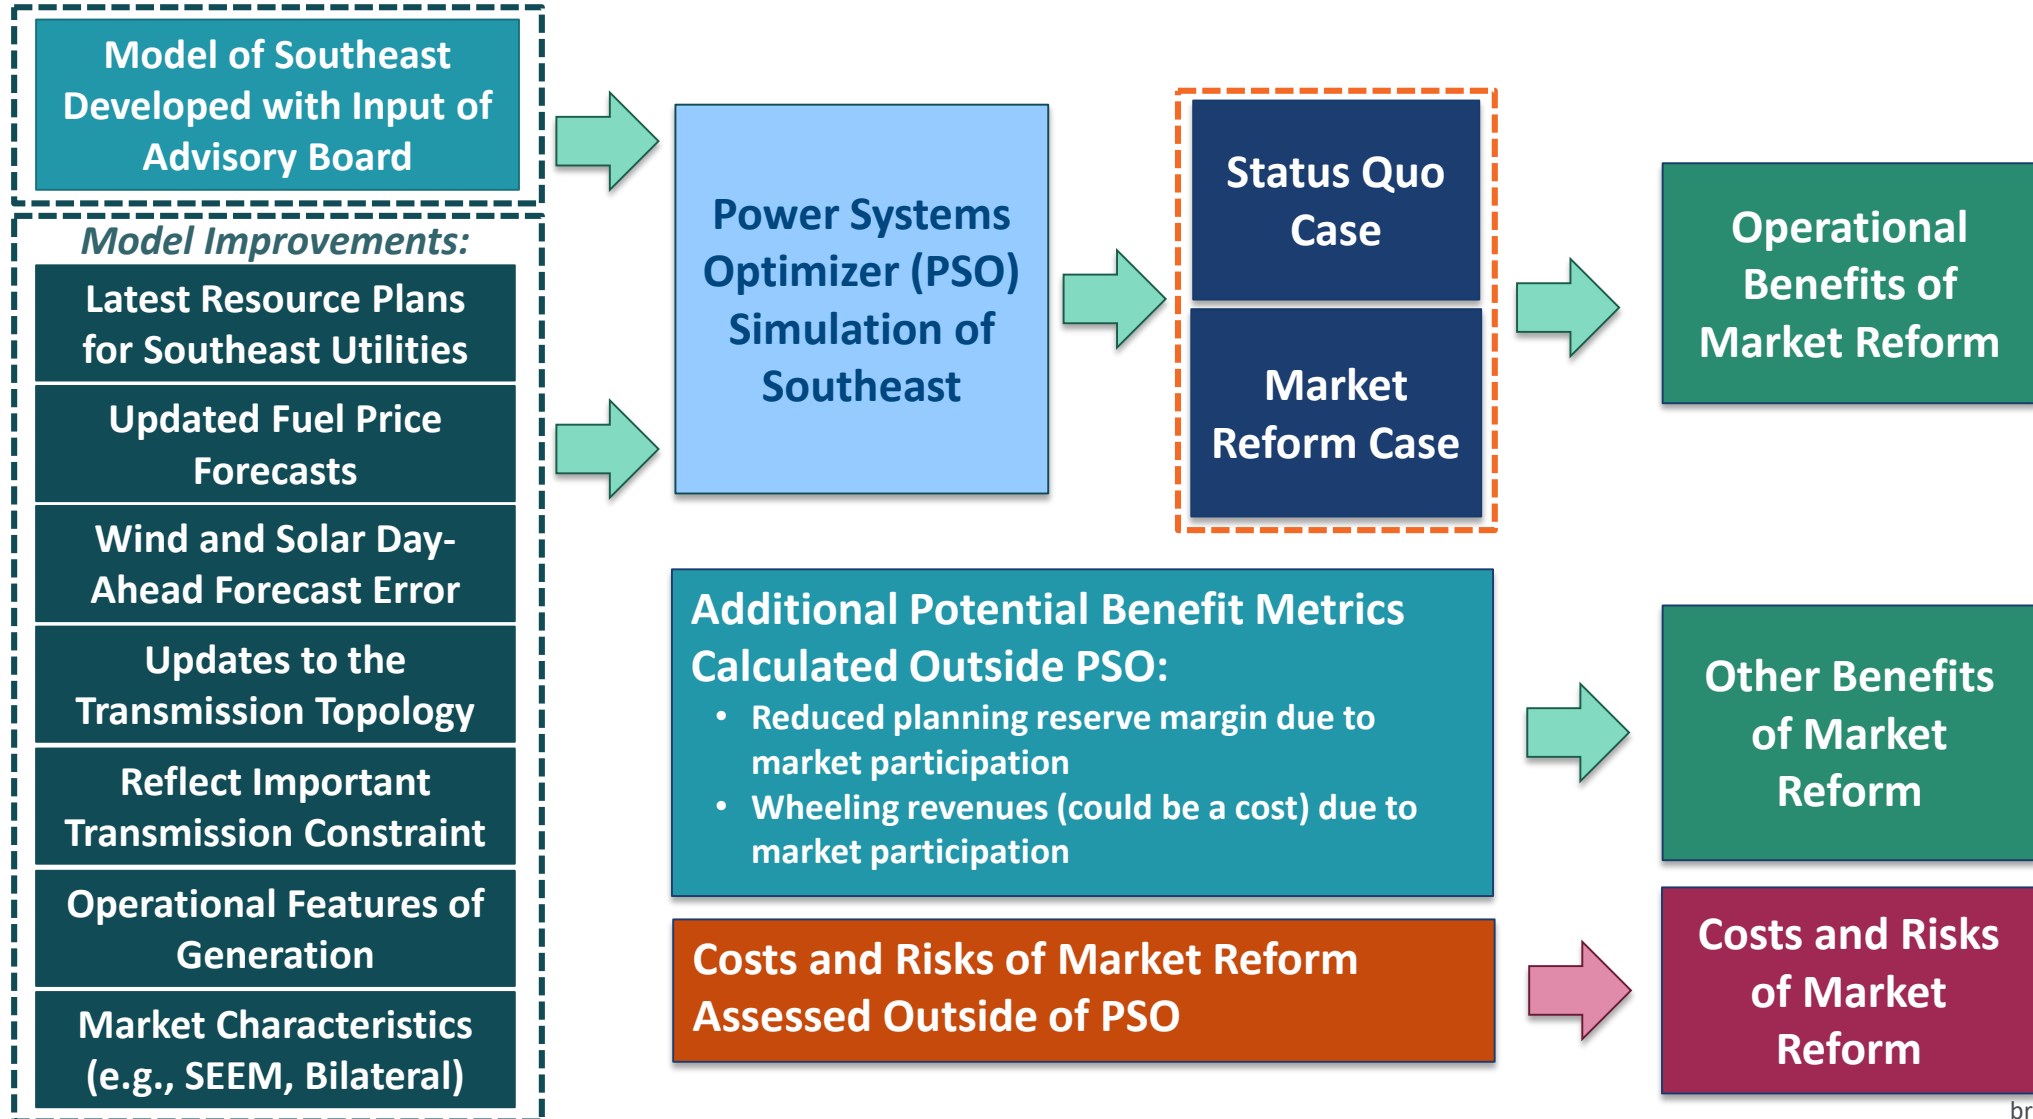 Model of Southeast
Developed with Input of
Advisory Board
Model Improvements:
Latest Resource Plans
for Southeast Utilities
Updated Fuel Price
Forecasts
Wind and Solar Day-
Ahead Forecast Error
Updates to the
Transmission Topology
Reflect Important
Transmission Constraint
Operational Features of
Generation
Market Characteristics
(e.g., SEEM, Bilateral)
Power Systems
Optimizer (PSO)
Simulation of
Southeast
Status Quo
Case
Market
Reform Case
Operational
Benefits of
Market Reform
Additional Potential Benefit Metrics
Calculated Outside PSO:
• Reduced planning reserve margin due to
market participation
• Wheeling revenues (could be a cost) due to
market participation
Other Benefits
of Market
Reform
Costs and Risks of Market Reform
Assessed Outside of PSO
Costs and Risks
of Market
Reform
br